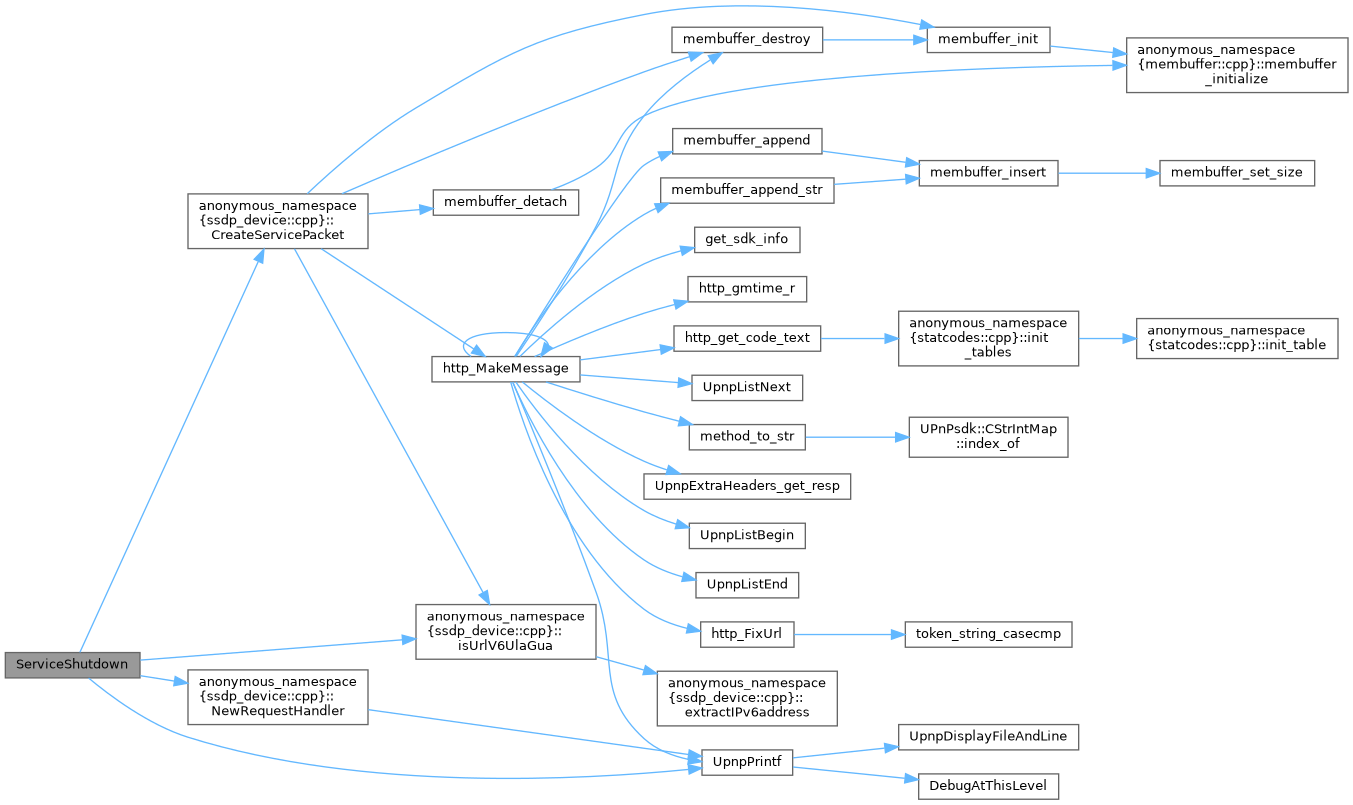 ServiceShutdown
anonymous_namespace
{ssdp_device::cpp}::
CreateServicePacket
membuffer_destroy
membuffer_init
anonymous_namespace
{membuffer::cpp}::membuffer
_initialize
membuffer_detach
http_MakeMessage
membuffer_append
membuffer_insert
membuffer_set_size
membuffer_append_str
get_sdk_info
http_gmtime_r
http_get_code_text
anonymous_namespace
{statcodes::cpp}::init
_tables
anonymous_namespace
{statcodes::cpp}::init_table
UpnpListNext
method_to_str
UPnPsdk::CStrIntMap
::index_of
UpnpExtraHeaders_get_resp
UpnpListBegin
UpnpListEnd
http_FixUrl
token_string_casecmp
anonymous_namespace
{ssdp_device::cpp}::
isUrlV6UlaGua
anonymous_namespace
{ssdp_device::cpp}::
extractIPv6address
anonymous_namespace
{ssdp_device::cpp}::
NewRequestHandler
UpnpPrintf
UpnpDisplayFileAndLine
DebugAtThisLevel